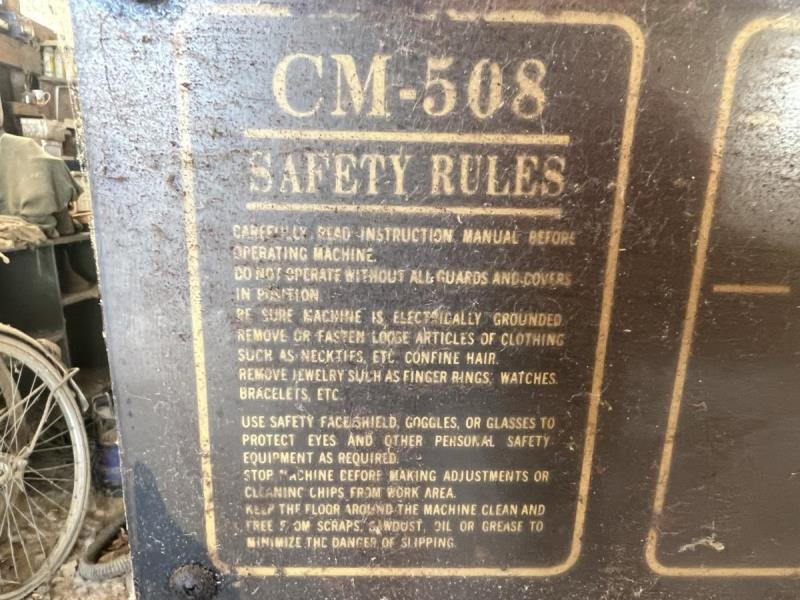 CM-508
SAFETY RULES
CAREFULLY READ INSTRUCTION MANUAL BEFORE
OPERATING MACHINE.
DO NOT OPERATE WITHOUT ALL GUARDS AND COVERS
IN POSITION.
BE SURE MACHINE IS ELECTRICALLY GROUNDED.
REMOVE OR FASTEN LOOSE ARTICLES OF CLOTHING
SUCH AS NECKTIES, ETC. CONFINE HAIR.
REMOVE JEWELRY SUCH AS FINGER RINGS, WATCHES,
BRACELETS, ETC.
USE SAFETY FACE SHIELD, GOGGLES, OR GLASSES TO
PROTECT EYES AND OTHER PERSONAL SAFETY
EQUIPMENT AS REQUIRED.
STOP MACHINE BEFORE MAKING ADJUSTMENTS OR
CLEANING CHIPS FROM WORK AREA.
KEEP THE FLOOR AROUND THE MACHINE CLEAN AND
FREE FROM SCRAPS, SAWDUST, OIL OR GREASE TO
MINIMIZE THE DANGER OF SLIPPING.